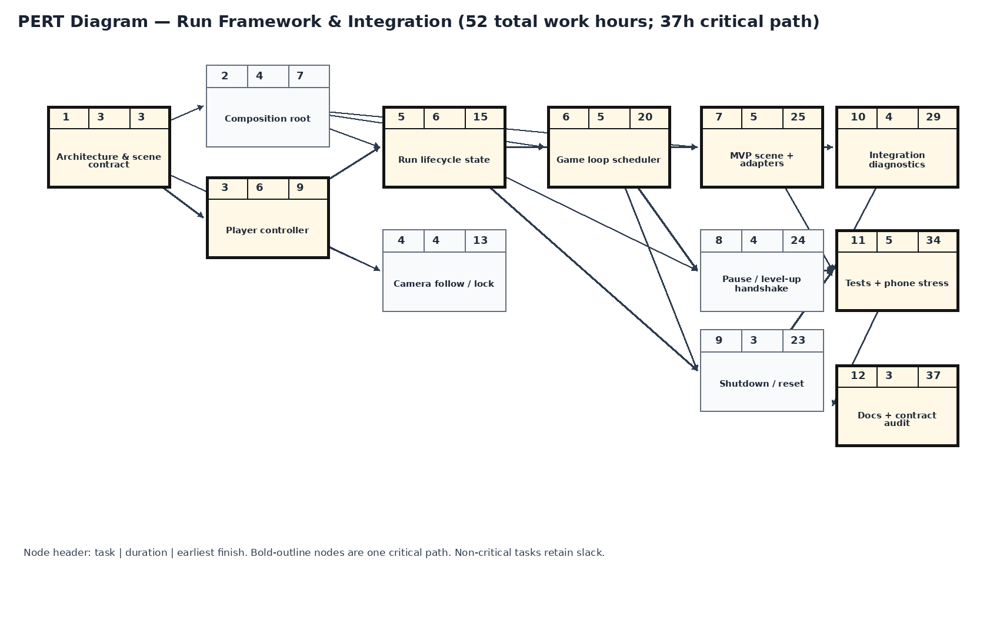 PERT Diagram — Run Framework & Integration (52 total work hours; 37h critical path)
2 4 7
Composition root
1 3 3
Architecture & scene
contract
3 6 9
Player controller
5 6 15
Run lifecycle state
4 4 13
Camera follow / lock
6 5 20
Game loop scheduler
7 5 25
MVP scene +
adapters
8 4 24
Pause / level-up
handshake
9 3 23
Shutdown / reset
10 4 29
Integration
diagnostics
11 5 34
Tests + phone stress
12 3 37
Docs + contract
audit
Node header: task | duration | earliest finish. Bold-outline nodes are one critical path. Non-critical tasks retain slack.